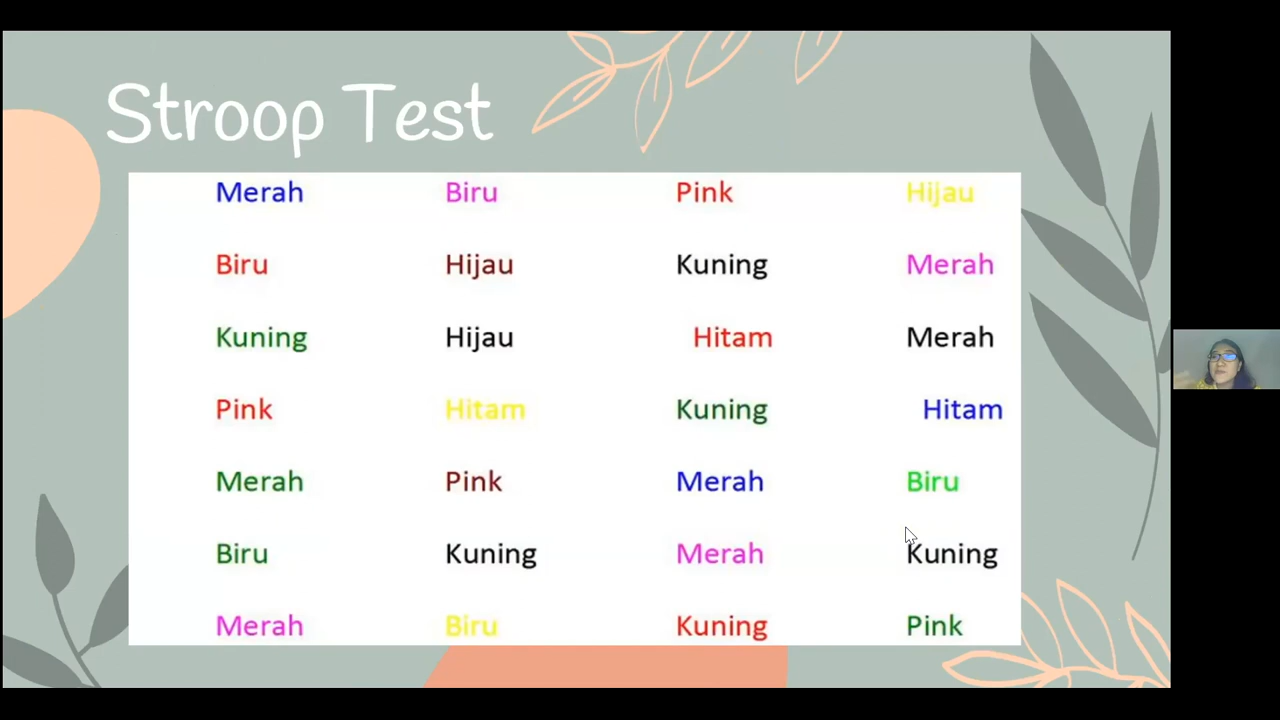 Stroop Test
Merah Biru Pink Hijau
Biru Hijau Kuning Merah
Kuning Hijau Hitam Merah
Pink Hitam Kuning Hitam
Merah Pink Merah Biru
Biru Kuning Merah Kuning
Merah Biru Kuning Pink